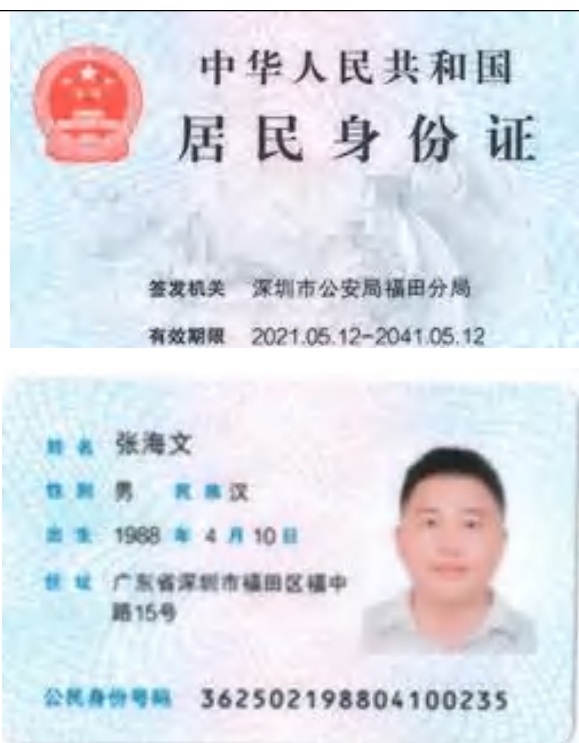 中华人民共和国
居民身份证
签发机关 深圳市公安局福田分局
有效期限 2021.05.12-2041.05.12
姓名 张海文
性别 男 民族 汉
出生 1988 年 4 月 10 日
住址 广东省深圳市福田区福中
路15号
公民身份号码 362502198804100235